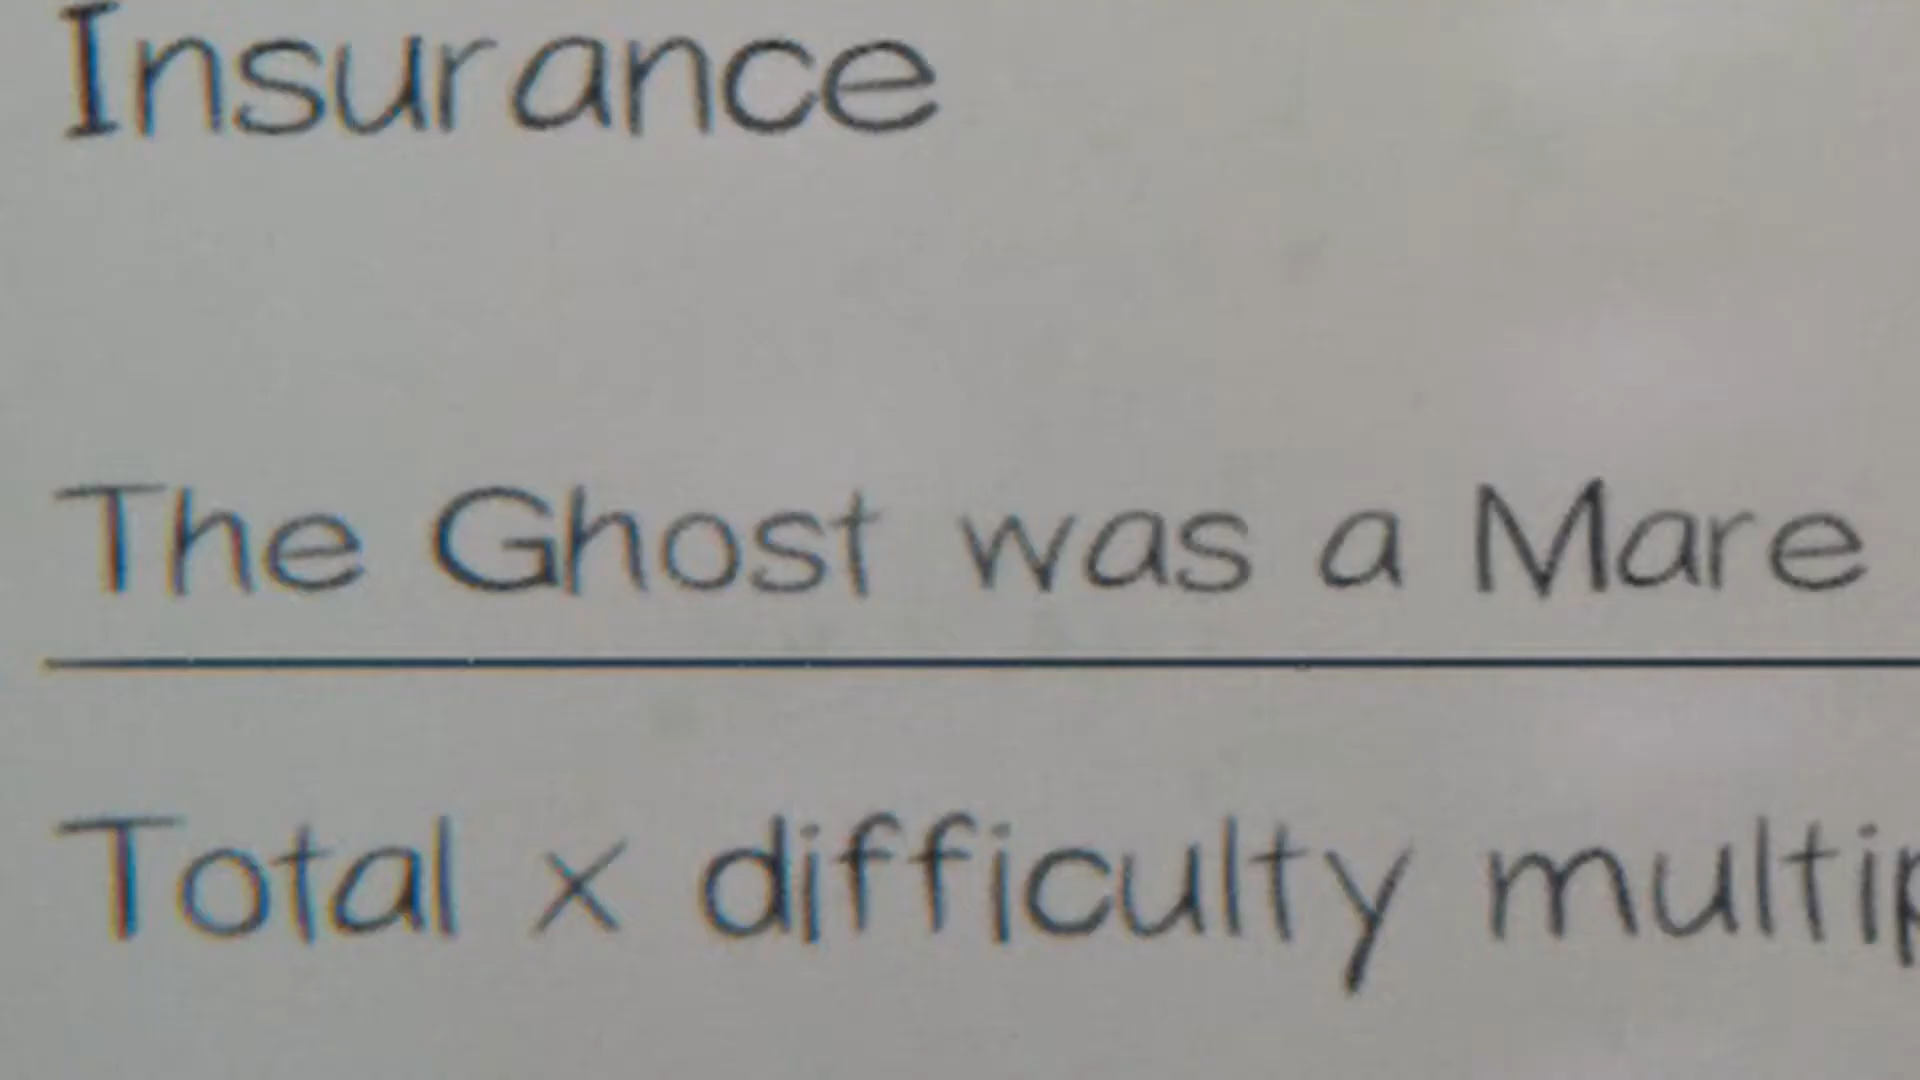 Insurance
The Ghost was a Mare
Total x difficulty